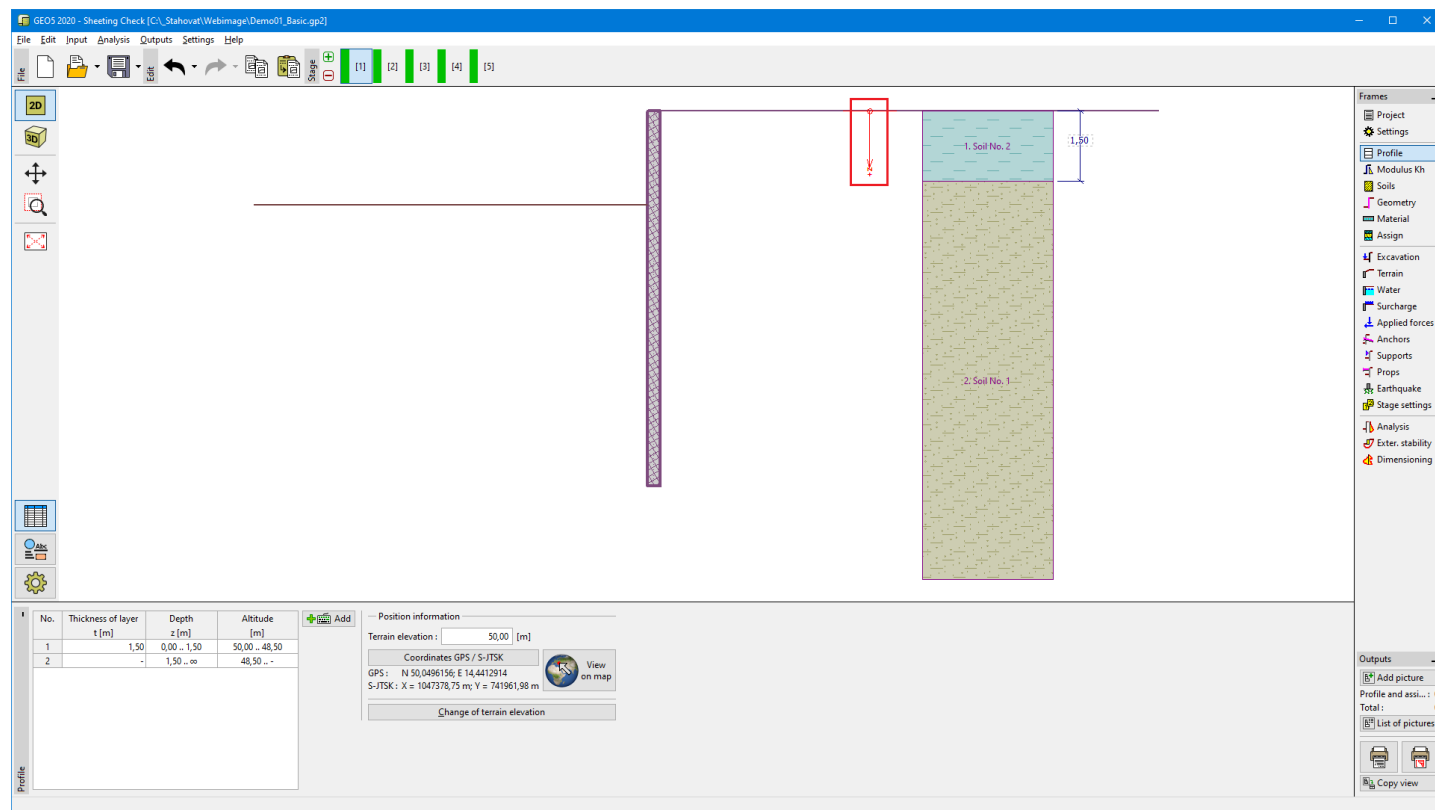 GEO5 2020 - Sheeting Check [C:\_Stahovat\Webimage\Demo01_Basic.gp2]
File Edit Input Analysis Outputs Settings Help
File
Edit
Stage
[1] [2] [3] [4] [5]
2D
3D
Abc
+z
1. Soil No. 2
1,50
2. Soil No. 1
Frames
Project
Settings
Profile
Modulus Kh
Soils
Geometry
Material
Assign
Excavation
Terrain
Water
Surcharge
Applied forces
Anchors
Supports
Props
Earthquake
Stage settings
Analysis
Exter. stability
Dimensioning
Outputs
Add picture
Profile and assi... :
Total :
List of pictures
Copy view
Profile
No. Thickness of layer Depth Altitude
t [m] z [m] [m]
1 1,50 0,00 .. 1,50 50,00 .. 48,50
2 - 1,50 .. ∞ 48,50 .. -
Add
Position information
Terrain elevation : 50,00 [m]
Coordinates GPS / S-JTSK
GPS : N 50,0496156; E 14,4412914
S-JTSK : X = 1047378,75 m; Y = 741961,98 m
View
on map
Change of terrain elevation